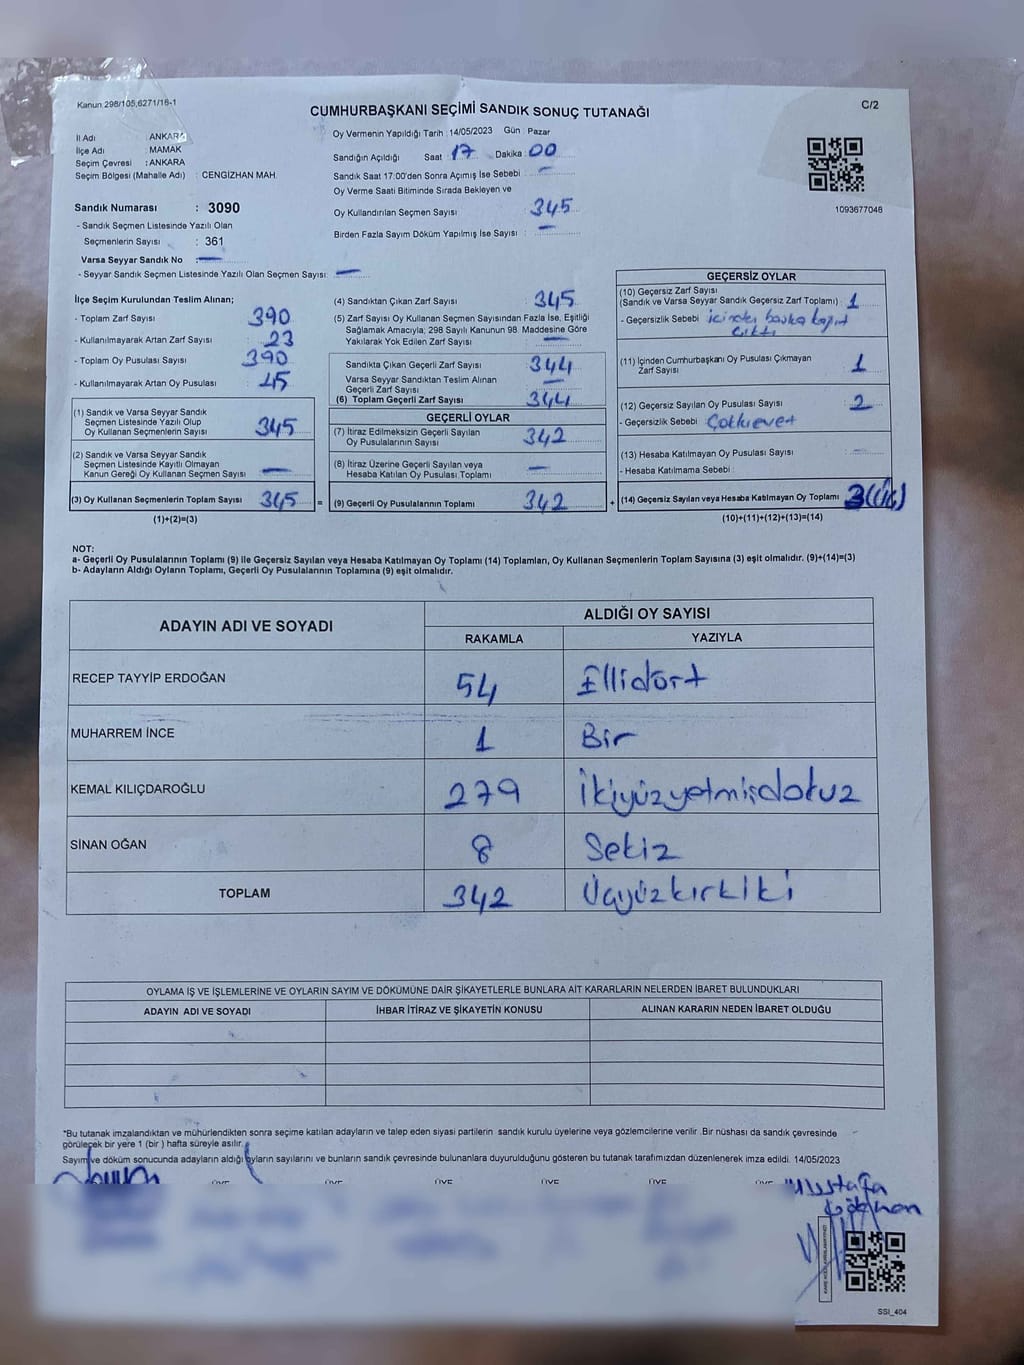 Kanun 298/105,6271/16-1
C/2
CUMHURBAŞKANI SEÇİMİ SANDIK SONUÇ TUTANAĞI
İl Adı : ANKARA
İlçe Adı : MAMAK
Seçim Çevresi : ANKARA
Seçim Bölgesi (Mahalle Adı) : CENGİZHAN MAH.
Oy Vermenin Yapıldığı Tarih : 14/05/2023 Gün : Pazar
Sandığın Açıldığı Saat : 17 Dakika : 00
Sandık Saat 17:00'den Sonra Açımış İse Sebebi : —
Oy Verme Saati Bitiminde Sırada Bekleyen ve
Oy Kullandırılan Seçmen Sayısı : 345
Birden Fazla Sayım Döküm Yapılmış İse Sayısı : —
1093677046
Sandık Numarası : 3090
- Sandık Seçmen Listesinde Yazılı Olan
Seçmenlerin Sayısı : 361
Varsa Seyyar Sandık No : —
- Seyyar Sandık Seçmen Listesinde Yazılı Olan Seçmen Sayısı: —
İlçe Seçim Kurulundan Teslim Alınan;
- Toplam Zarf Sayısı 390
- Kullanılmayarak Artan Zarf Sayısı : 23
- Toplam Oy Pusulası Sayısı 390
- Kullanılmayarak Artan Oy Pusulası : 45
(1) Sandık ve Varsa Seyyar Sandık
Seçmen Listesinde Yazılı Olup
Oy Kullanan Seçmenlerin Sayısı 345
(2) Sandık ve Varsa Seyyar Sandık
Seçmen Listesinde Kayıtlı Olmayan
Kanun Gereği Oy Kullanan Seçmen Sayısı —
(3) Oy Kullanan Seçmenlerin Toplam Sayısı 345 =
(1)+(2)=(3)
(4) Sandıktan Çıkan Zarf Sayısı : 345
(5) Zarf Sayısı Oy Kullanan Seçmen Sayısından Fazla İse, Eşitliği
Sağlamak Amacıyla; 298 Sayılı Kanunun 98. Maddesine Göre
Yakılarak Yok Edilen Zarf Sayısı : —
Sandıkta Çıkan Geçerli Zarf Sayısı : 344
Varsa Seyyar Sandıktan Teslim Alınan
Geçerli Zarf Sayısı —
(6) Toplam Geçerli Zarf Sayısı : 344
GEÇERLİ OYLAR
(7) İtiraz Edilmeksizin Geçerli Sayılan
Oy Pusulalarının Sayısı : 342
(8) İtiraz Üzerine Geçerli Sayılan veya
Hesaba Katılan Oy Pusulası Toplamı : —
(9) Geçerli Oy Pusulalarının Toplamı : 342 +
GEÇERSİZ OYLAR
(10) Geçersiz Zarf Sayısı
(Sandık ve Varsa Seyyar Sandık Geçersiz Zarf Toplamı) : 1
- Geçersizlik Sebebi : içinden başka kağıt
çıktı
(11) İçinden Cumhurbaşkanı Oy Pusulası Çıkmayan
Zarf Sayısı : 1
(12) Geçersiz Sayılan Oy Pusulası Sayısı : 2
- Geçersizlik Sebebi : Çoklu evet
(13) Hesaba Katılmayan Oy Pusulası Sayısı : —
- Hesaba Katılmama Sebebi :
(14) Geçersiz Sayılan veya Hesaba Katılmayan Oy Toplamı : 3 (Üç)
(10)+(11)+(12)+(13)=(14)
NOT:
a- Geçerli Oy Pusulalarının Toplamı (9) ile Geçersiz Sayılan veya Hesaba Katılmayan Oy Toplamı (14) Toplamları, Oy Kullanan Seçmenlerin Toplam Sayısına (3) eşit olmalıdır. (9)+(14)=(3)
b- Adayların Aldığı Oyların Toplamı, Geçerli Oy Pusulalarının Toplamına (9) eşit olmalıdır.
ADAYIN ADI VE SOYADI
ALDIĞI OY SAYISI
RAKAMLA YAZIYLA
RECEP TAYYİP ERDOĞAN 54 Ellidört
MUHARREM İNCE 1 Bir
KEMAL KILIÇDAROĞLU 279 ikiyüzyetmişdokuz
SİNAN OĞAN 8 Sekiz
TOPLAM 342 Üçyüzkırkiki
OYLAMA İŞ VE İŞLEMLERİNE VE OYLARIN SAYIM VE DÖKÜMÜNE DAİR ŞİKAYETLERLE BUNLARA AİT KARARLARIN NELERDEN İBARET BULUNDUKLARI
ADAYIN ADI VE SOYADI İHBAR İTİRAZ VE ŞİKAYETİN KONUSU ALINAN KARARIN NEDEN İBARET OLDUĞU
*Bu tutanak imzalandıktan ve mühürlendikten sonra seçime katılan adayların ve talep eden siyasi partilerin sandık kurulu üyelerine veya gözlemcilerine verilir .Bir nüshası da sandık çevresinde
görülecek bir yere 1 (bir ) hafta süreyle asılır.
Sayım ve döküm sonucunda adayların aldığı oyların sayılarını ve bunların sandık çevresinde bulunanlara duyurulduğunu gösteren bu tutanak tarafımızdan düzenlenerek imza edildi. 14/05/2023
ÜYE ÜYE ÜYE ÜYE ÜYE ÜYE
Mustafa
Gökhan
SSI_404